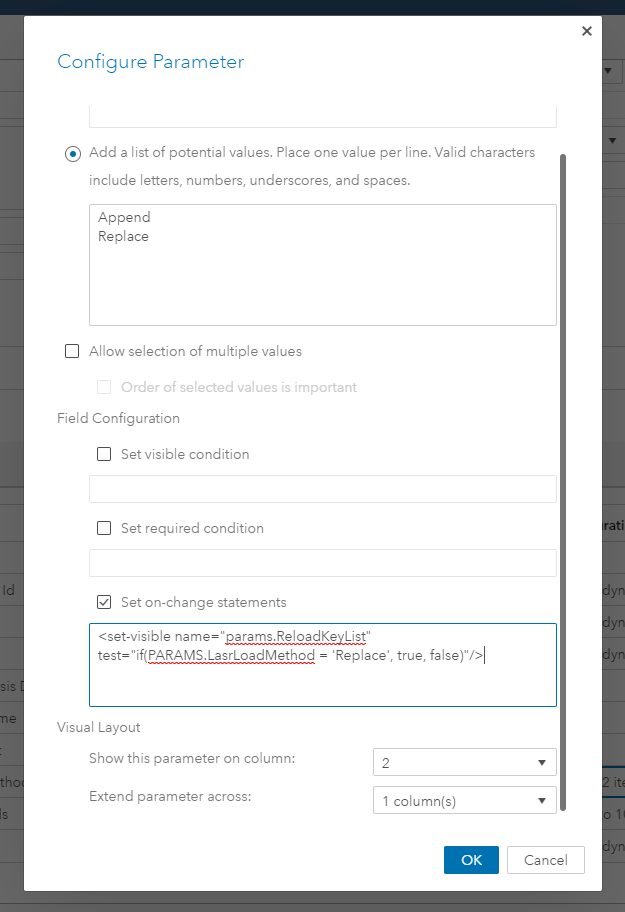 Configure Parameter
Add a list of potential values. Place one value per line. Valid characters
include letters, numbers, underscores, and spaces.
Append
Replace
Allow selection of multiple values
Order of selected values is important
Field Configuration
Set visible condition
Set required condition
Set on-change statements
<set-visible name="params.ReloadKeyList"
test="if(PARAMS.LasrLoadMethod = 'Replace', true, false)"/>
Visual Layout
Show this parameter on column:
2
Extend parameter across:
1 column(s)
OK
Cancel
Id